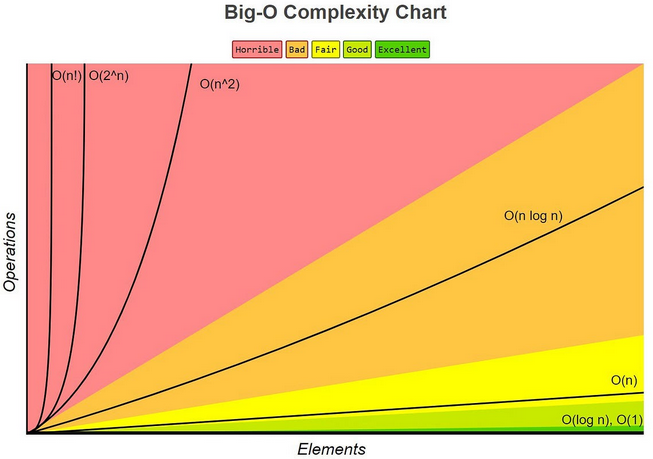 Big-O Complexity Chart
Horrible Bad Fair Good Excellent
O(n!) O(2^n)
O(n^2)
O(n log n)
O(n)
O(log n), O(1)
Operations
Elements